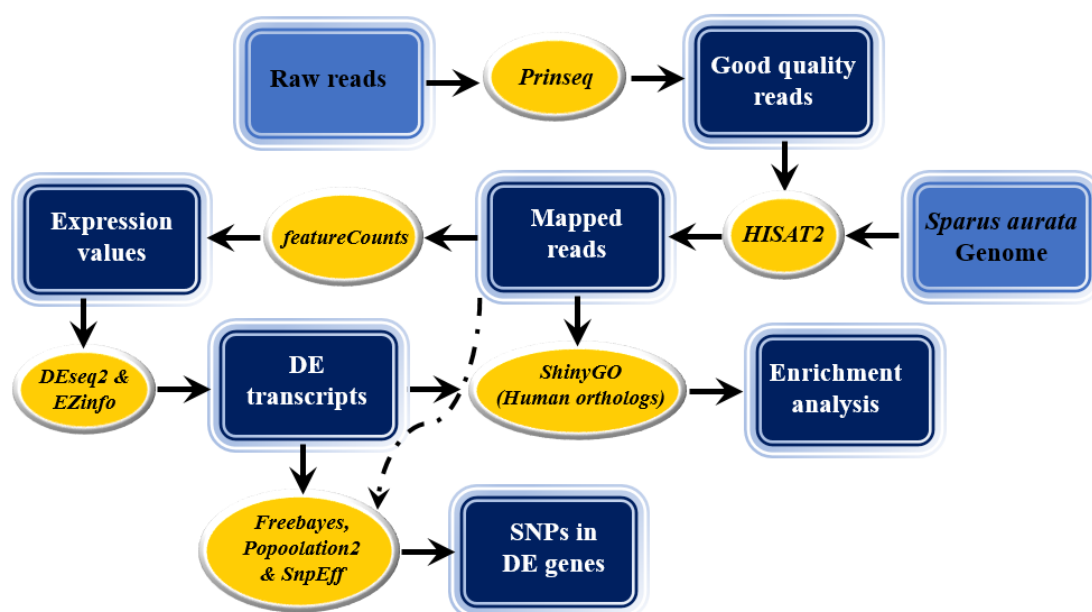 Raw reads
Prinseq
Good quality
reads
Expression
values
featureCounts
Mapped
reads
HISAT2
Sparus aurata
Genome
DEseq2 &
EZinfo
DE
transcripts
ShinyGO
(Human orthologs)
Enrichment
analysis
Freebayes,
Popoolation2
& SnpEff
SNPs in
DE genes